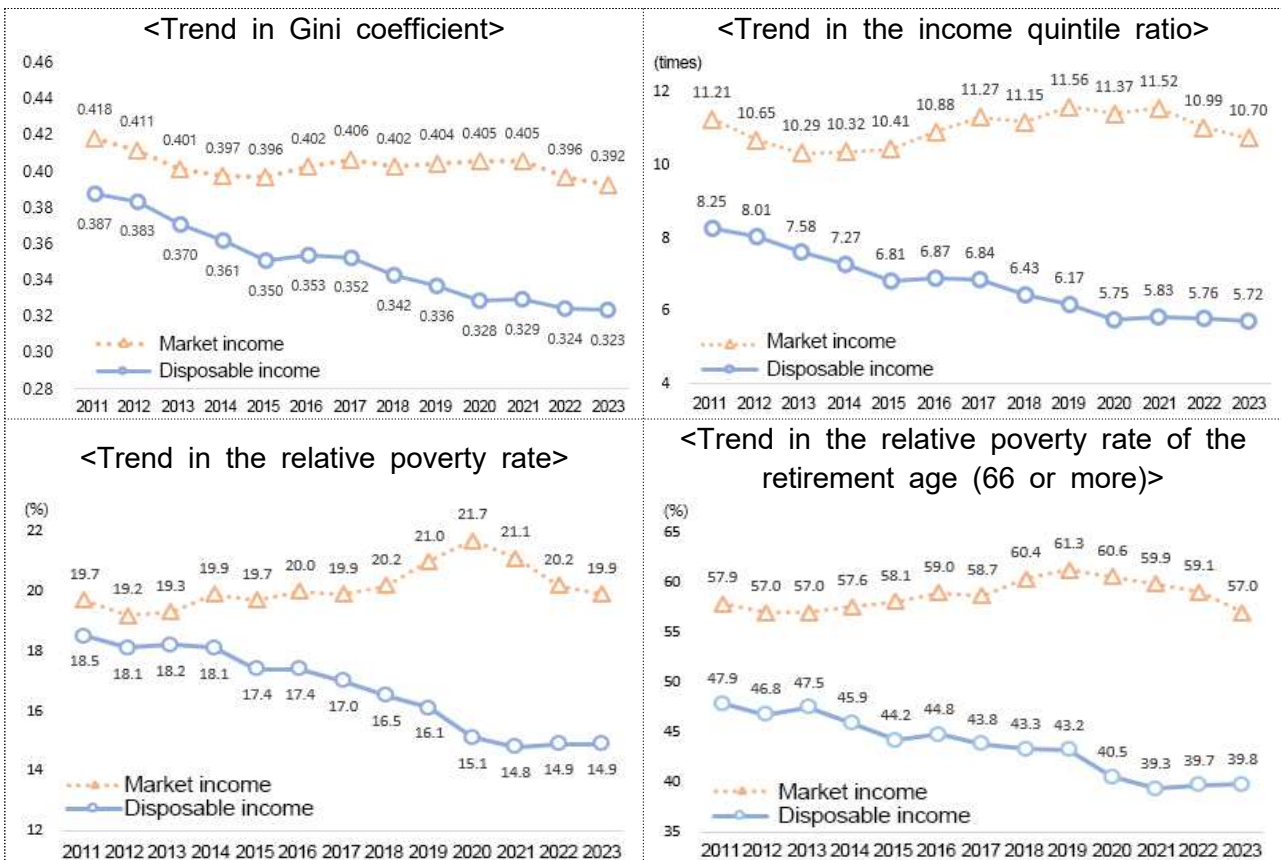 <Trend in Gini coefficient>
0.46
0.44
0.42
0.40
0.38
0.36
0.34
0.32
0.30
0.28
0.418 0.411 0.401 0.397 0.396 0.402 0.406 0.402 0.404 0.405 0.405 0.396 0.392
0.387 0.383 0.370 0.361 0.350 0.353 0.352 0.342 0.336 0.328 0.329 0.324 0.323
Market income
Disposable income
2011 2012 2013 2014 2015 2016 2017 2018 2019 2020 2021 2022 2023
<Trend in the income quintile ratio>
(times)
12
10
8
6
4
11.21 10.65 10.29 10.32 10.41 10.88 11.27 11.15 11.56 11.37 11.52 10.99 10.70
8.25 8.01 7.58 7.27 6.81 6.87 6.84 6.43 6.17 5.75 5.83 5.76 5.72
Market income
Disposable income
2011 2012 2013 2014 2015 2016 2017 2018 2019 2020 2021 2022 2023
<Trend in the relative poverty rate>
(%)
22
20
18
16
14
12
19.7 19.2 19.3 19.9 19.7 20.0 19.9 20.2 21.0 21.7 21.1 20.2 19.9
18.5 18.1 18.2 18.1 17.4 17.4 17.0 16.5 16.1 15.1 14.8 14.9 14.9
Market income
Disposable income
2011 2012 2013 2014 2015 2016 2017 2018 2019 2020 2021 2022 2023
<Trend in the relative poverty rate of the
retirement age (66 or more)>
(%)
65
60
55
50
45
40
35
57.9 57.0 57.0 57.6 58.1 59.0 58.7 60.4 61.3 60.6 59.9 59.1 57.0
47.9 46.8 47.5 45.9 44.2 44.8 43.8 43.3 43.2 40.5 39.3 39.7 39.8
Market income
Disposable income
2011 2012 2013 2014 2015 2016 2017 2018 2019 2020 2021 2022 2023